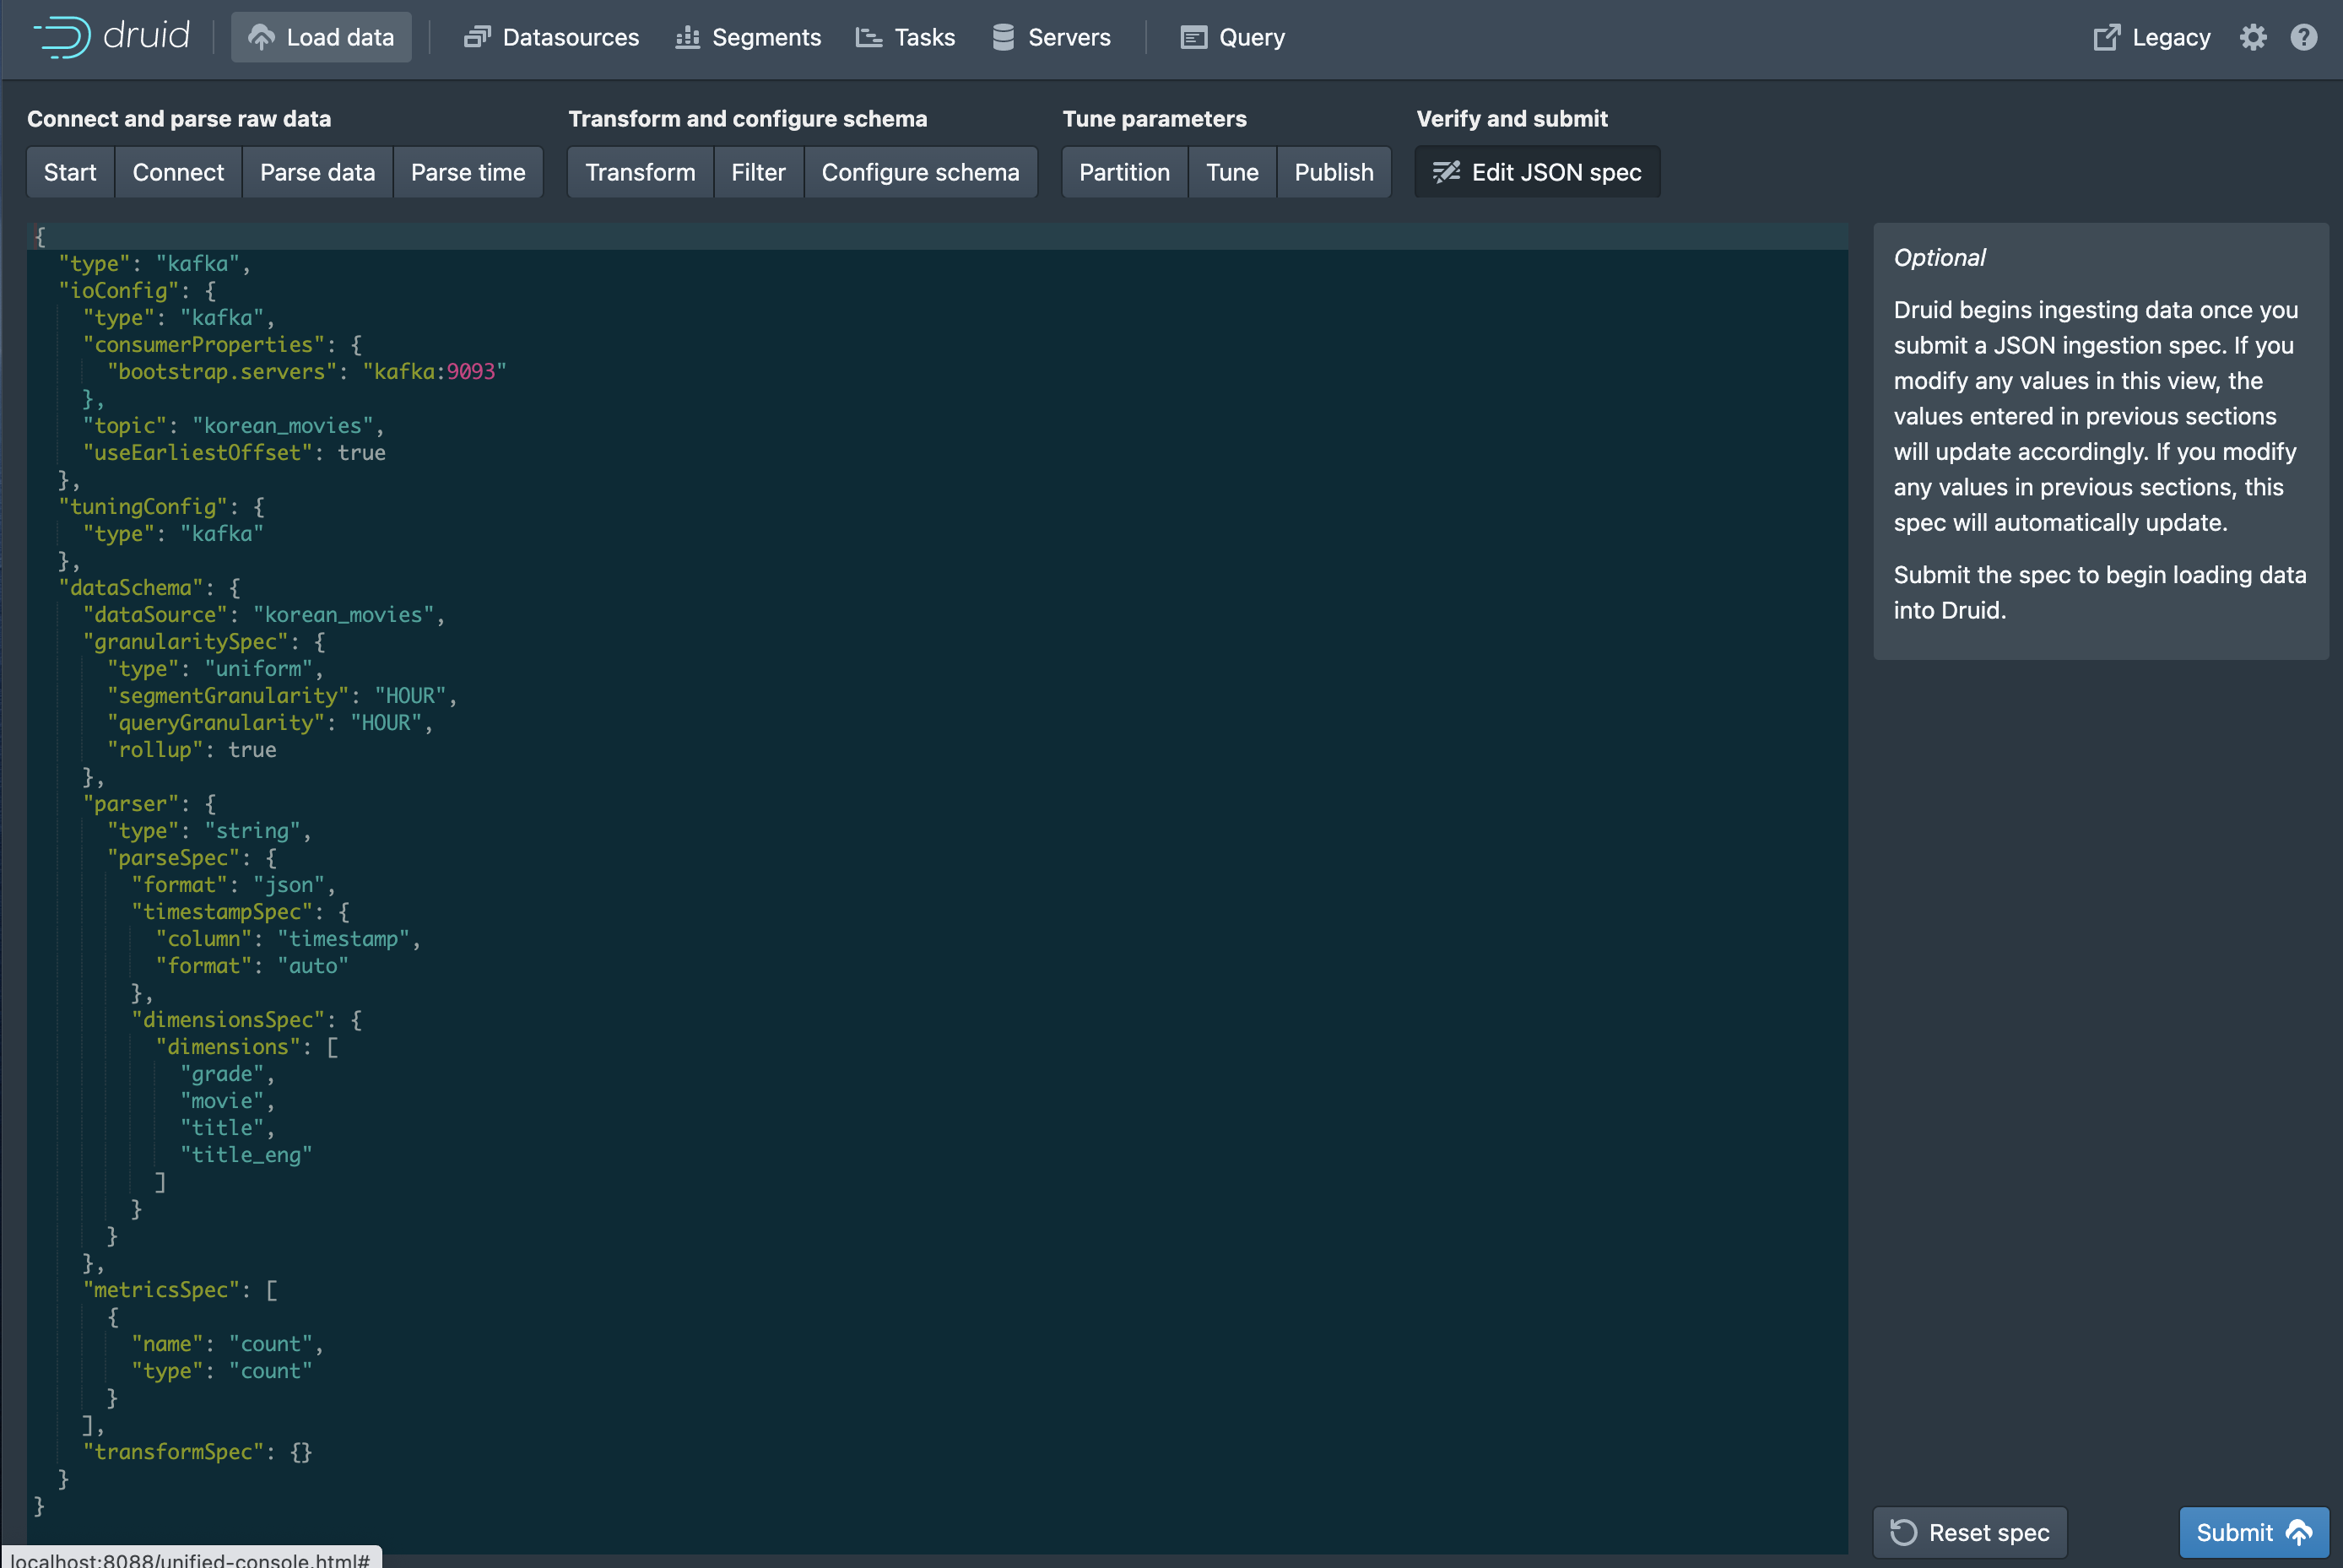 druid Load data Datasources Segments Tasks Servers Query Legacy
Connect and parse raw data Transform and configure schema Tune parameters Verify and submit
Start Connect Parse data Parse time Transform Filter Configure schema Partition Tune Publish Edit JSON spec
{
  "type": "kafka",
  "ioConfig": {
    "type": "kafka",
    "consumerProperties": {
      "bootstrap.servers": "kafka:9093"
    },
    "topic": "korean_movies",
    "useEarliestOffset": true
  },
  "tuningConfig": {
    "type": "kafka"
  },
  "dataSchema": {
    "dataSource": "korean_movies",
    "granularitySpec": {
      "type": "uniform",
      "segmentGranularity": "HOUR",
      "queryGranularity": "HOUR",
      "rollup": true
    },
    "parser": {
      "type": "string",
      "parseSpec": {
        "format": "json",
        "timestampSpec": {
          "column": "timestamp",
          "format": "auto"
        },
        "dimensionsSpec": {
          "dimensions": [
            "grade",
            "movie",
            "title",
            "title_eng"
          ]
        }
      }
    },
    "metricsSpec": [
      {
        "name": "count",
        "type": "count"
      }
    ],
    "transformSpec": {}
  }
}
Optional
Druid begins ingesting data once you
submit a JSON ingestion spec. If you
modify any values in this view, the
values entered in previous sections
will update accordingly. If you modify
any values in previous sections, this
spec will automatically update.
Submit the spec to begin loading data
into Druid.
Reset spec Submit
localhost:8088/unified-console.html#